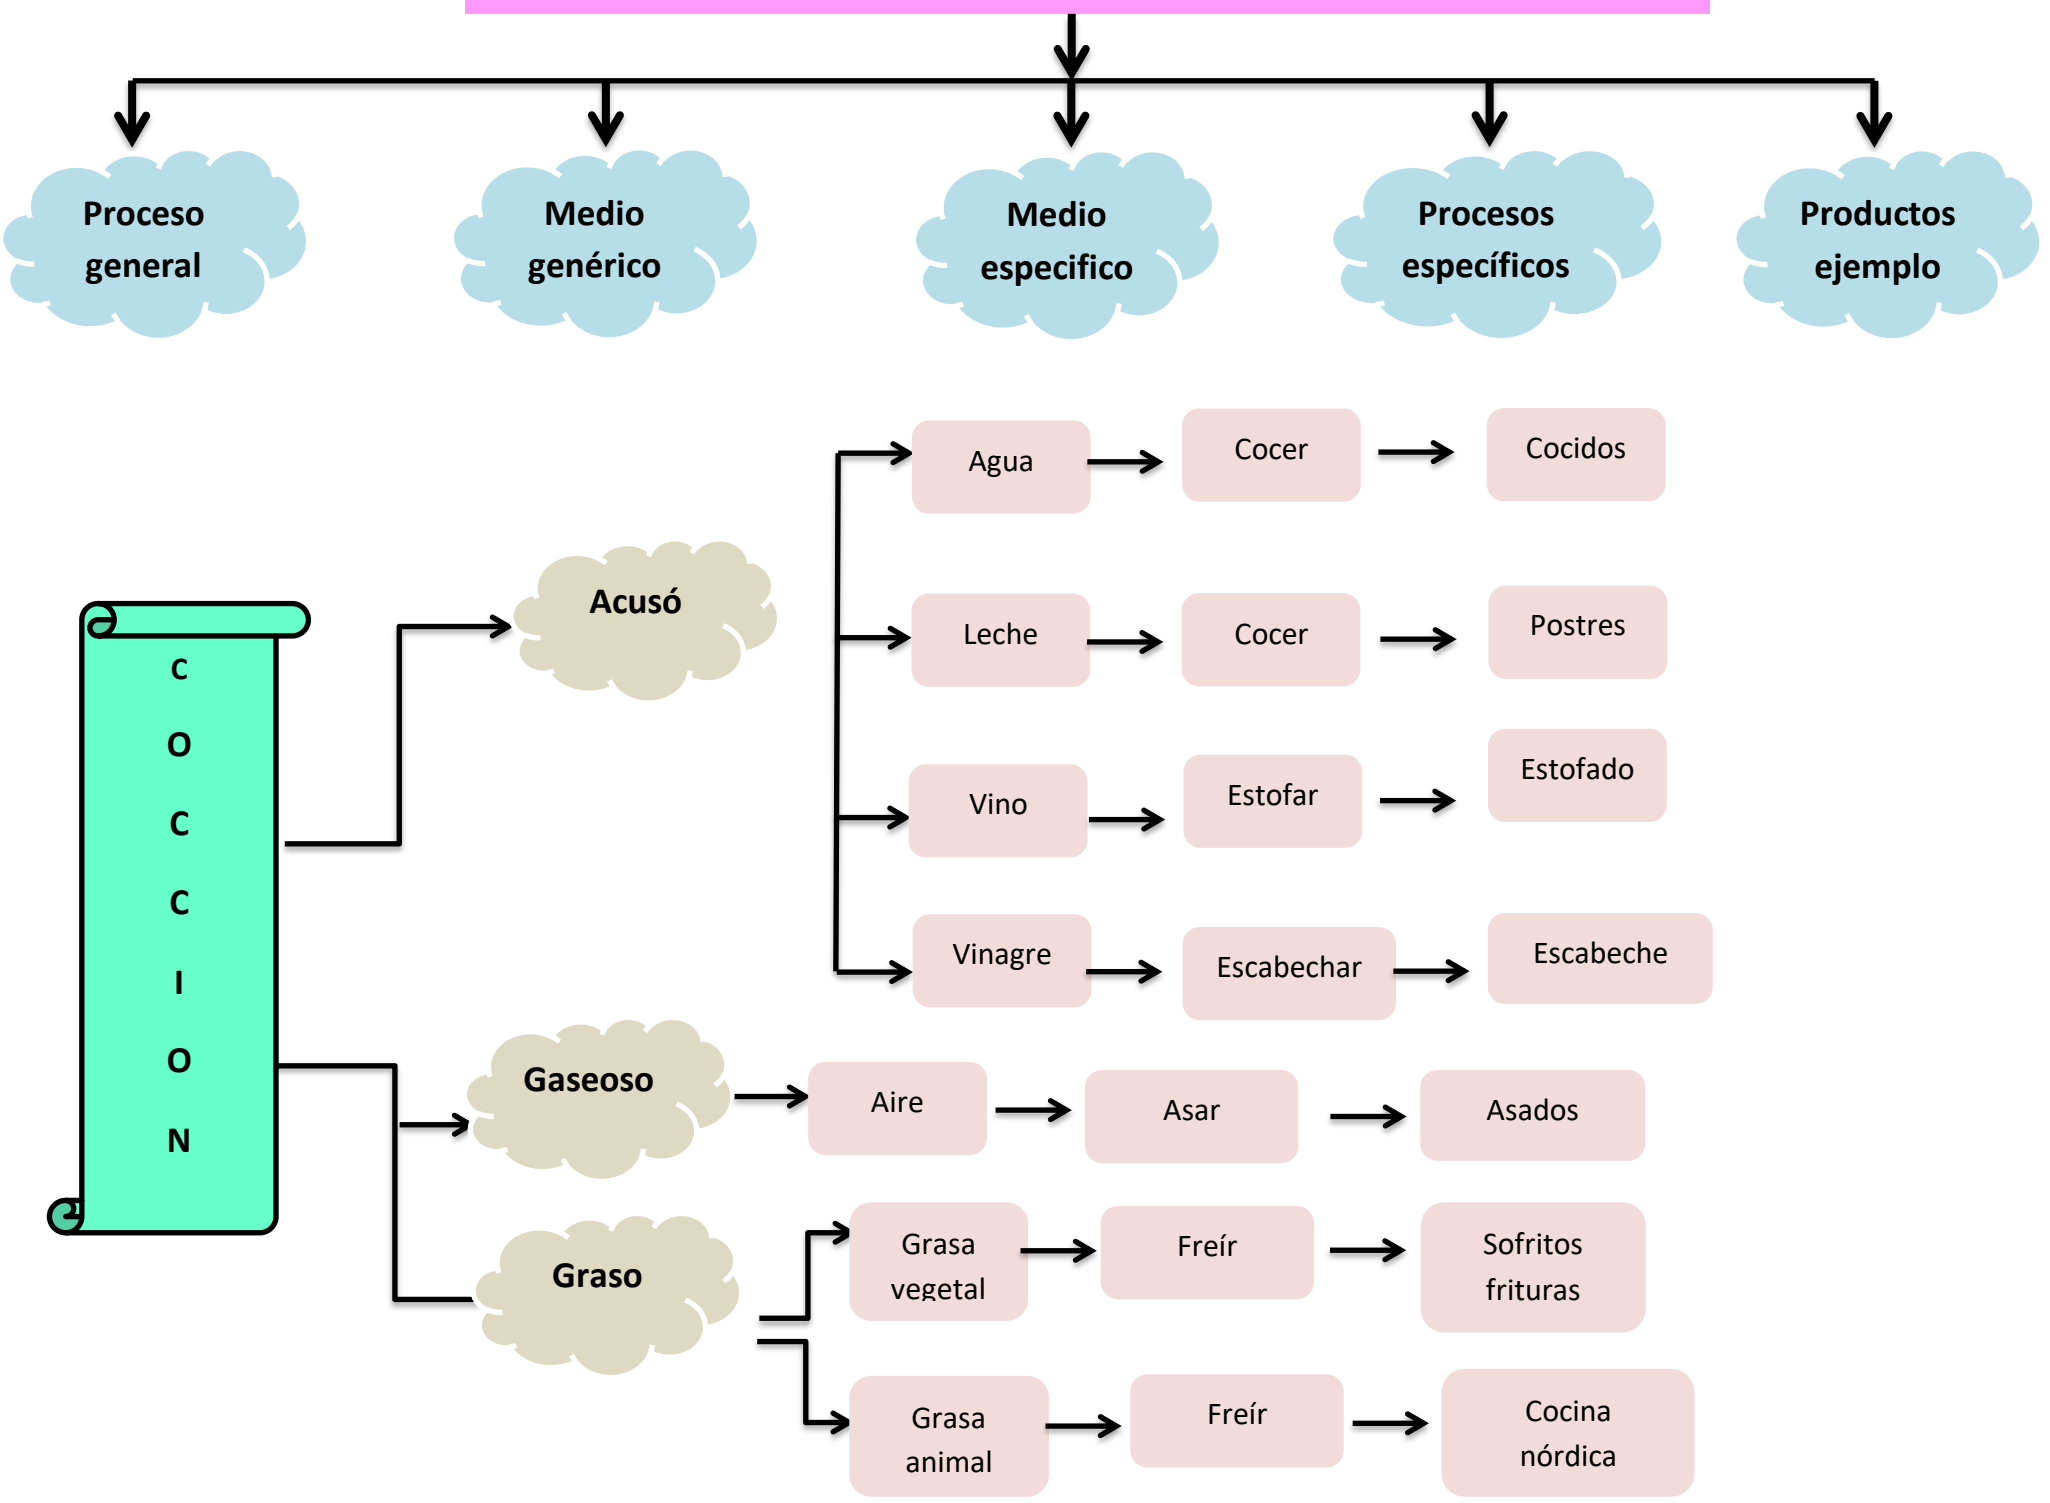 Proceso
general
Medio
genérico
Medio
especifico
Procesos
específicos
Productos
ejemplo
C
O
C
C
I
O
N
Acusó
Agua
Cocer
Cocidos
Leche
Cocer
Postres
Vino
Estofar
Estofado
Vinagre
Escabechar
Escabeche
Gaseoso
Aire
Asar
Asados
Graso
Grasa
vegetal
Freír
Sofritos
frituras
Grasa
animal
Freír
Cocina
nórdica